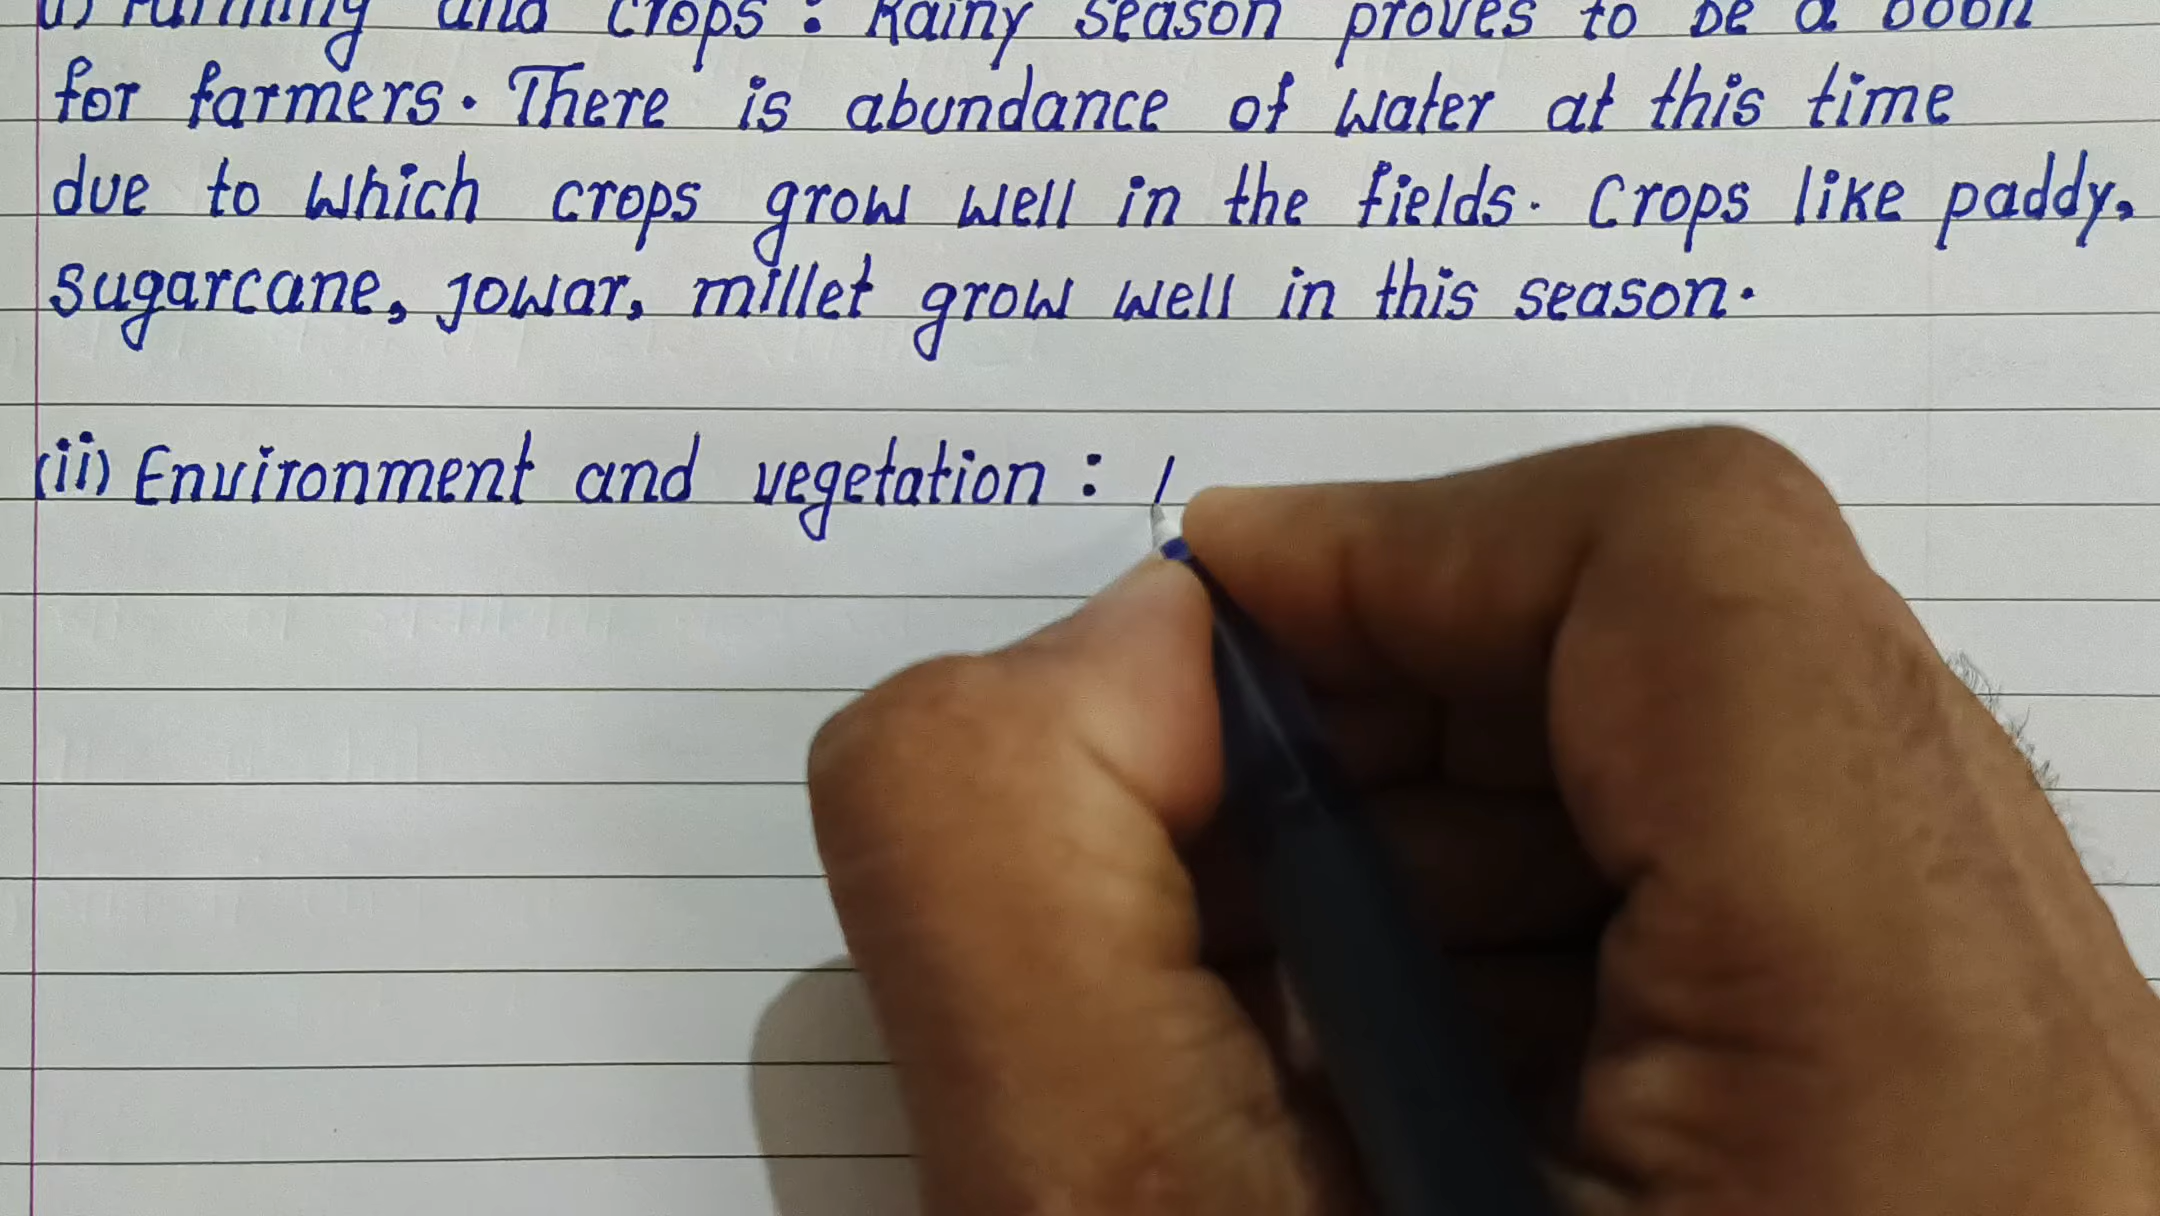 i) Farming and crops : Rainy season proves to be a boon
for farmers. There is abundance of water at this time
due to which crops grow well in the fields. Crops like paddy,
sugarcane, jowar, millet grow well in this season.
(ii) Environment and vegetation :